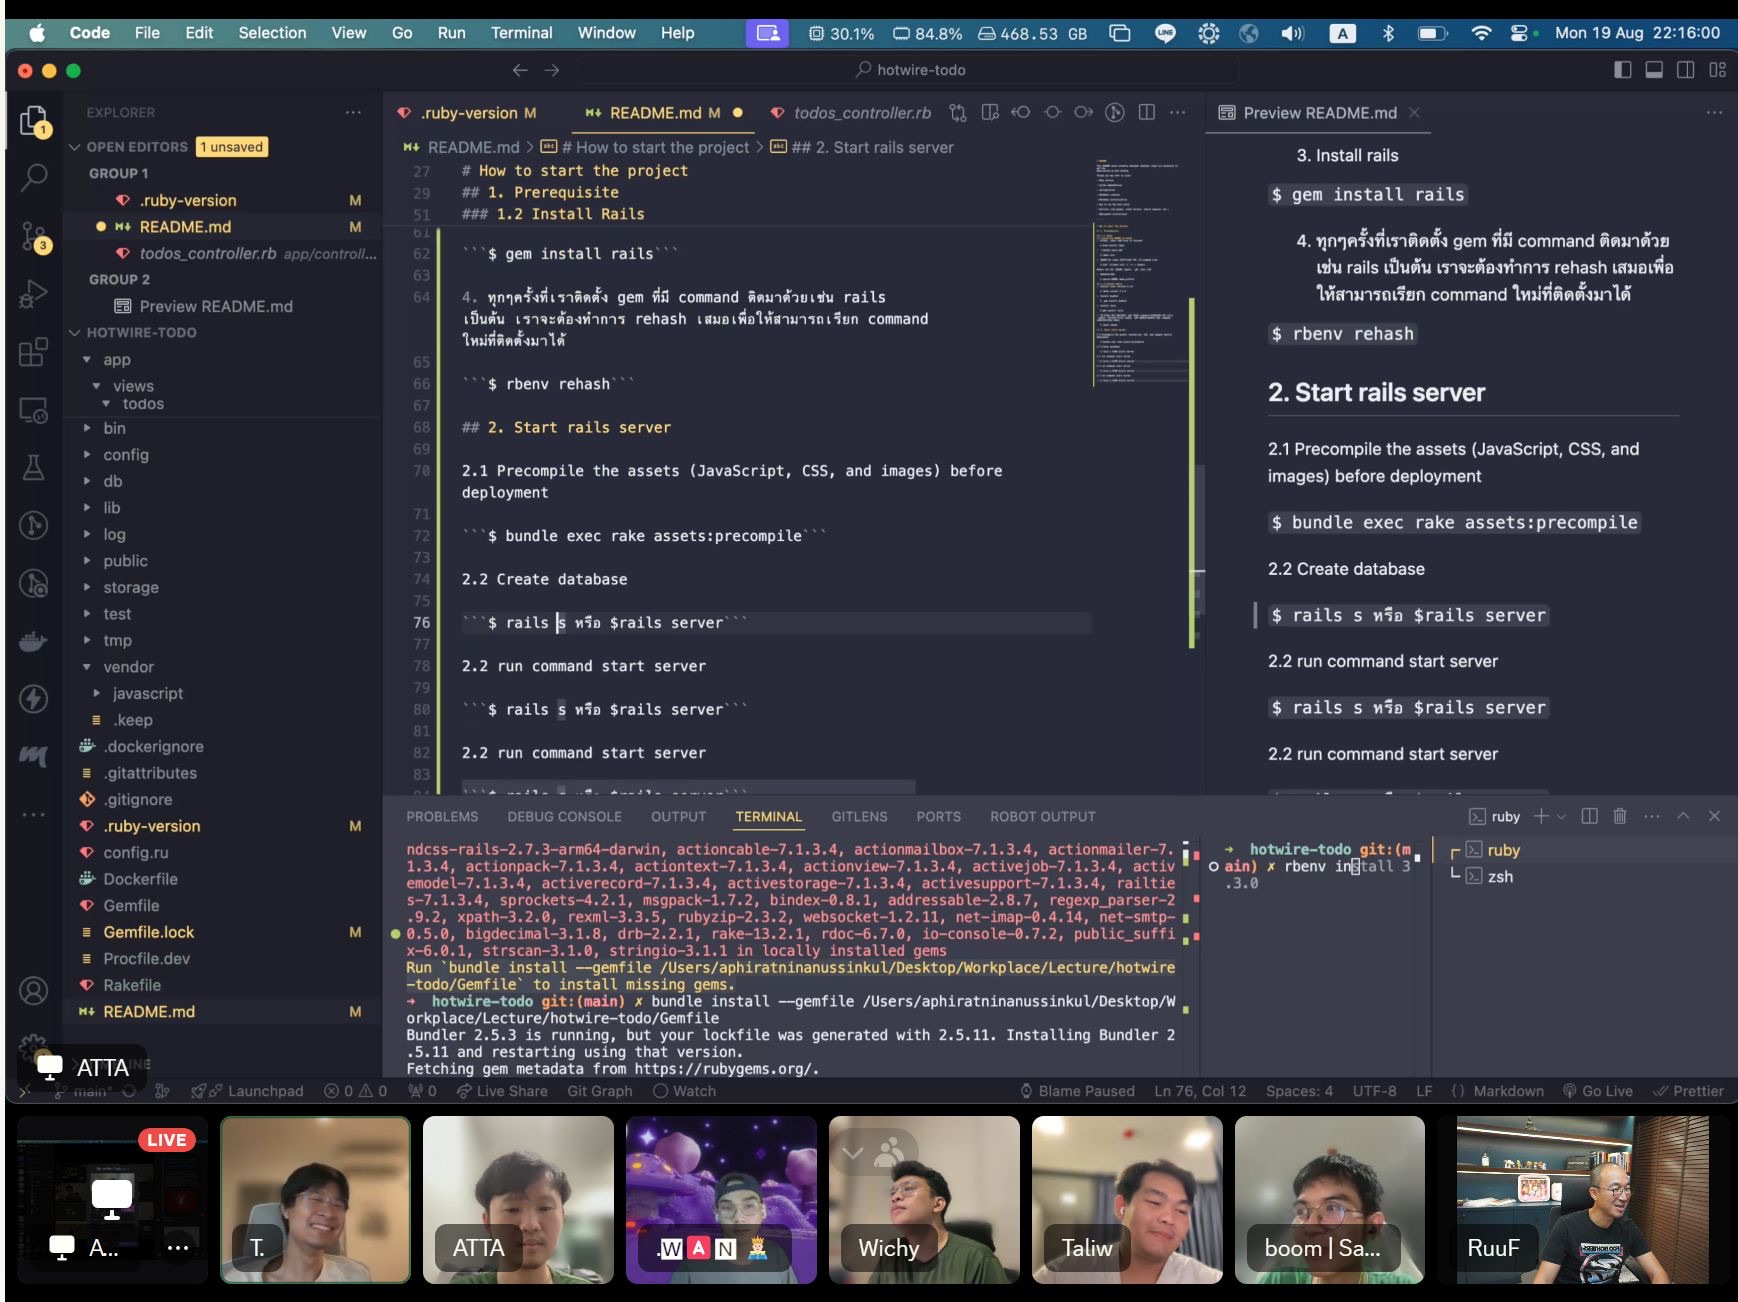 Code File Edit Selection View Go Run Terminal Window Help 30.1% 84.8% 468.53 GB LINE A Mon 19 Aug 22:16:00
hotwire-todo
EXPLORER
OPEN EDITORS 1 unsaved
GROUP 1
.ruby-version M
README.md M
todos_controller.rb app/controll...
GROUP 2
Preview README.md
HOTWIRE-TODO
app
views
todos
bin
config
db
lib
log
public
storage
test
tmp
vendor
javascript
.keep
.dockerignore
.gitattributes
.gitignore
.ruby-version M
config.ru
Dockerfile
Gemfile
Gemfile.lock M
Procfile.dev
Rakefile
README.md M
1
3
.ruby-version M README.md M todos_controller.rb
README.md > # How to start the project > ## 2. Start rails server
27 # How to start the project
29 ## 1. Prerequisite
51 ### 1.2 Install Rails
61
62 ```$ gem install rails```
63
64 4. ทุกๆครั้งที่เราติดตั้ง gem ที่มี command ติดมาด้วยเช่น rails
เป็นต้น เราจะต้องทำการ rehash เสมอเพื่อให้สามารถเรียก command
ใหม่ที่ติดตั้งมาได้
65
66 ```$ rbenv rehash```
67
68 ## 2. Start rails server
69
70 2.1 Precompile the assets (JavaScript, CSS, and images) before
deployment
71
72 ```$ bundle exec rake assets:precompile```
73
74 2.2 Create database
75
76 ```$ rails s หรือ $rails server```
77
78 2.2 run command start server
79
80 ```$ rails s หรือ $rails server```
81
82 2.2 run command start server
83
Preview README.md
3. Install rails
$ gem install rails
4. ทุกๆครั้งที่เราติดตั้ง gem ที่มี command ติดมาด้วย
เช่น rails เป็นต้น เราจะต้องทำการ rehash เสมอเพื่อ
ให้สามารถเรียก command ใหม่ที่ติดตั้งมาได้
$ rbenv rehash
2. Start rails server
2.1 Precompile the assets (JavaScript, CSS, and
images) before deployment
$ bundle exec rake assets:precompile
2.2 Create database
$ rails s หรือ $rails server
2.2 run command start server
$ rails s หรือ $rails server
2.2 run command start server
PROBLEMS DEBUG CONSOLE OUTPUT TERMINAL GITLENS PORTS ROBOT OUTPUT ruby
ndcss-rails-2.7.3-arm64-darwin, actioncable-7.1.3.4, actionmailbox-7.1.3.4, actionmailer-7.
1.3.4, actionpack-7.1.3.4, actiontext-7.1.3.4, actionview-7.1.3.4, activejob-7.1.3.4, activ
emodel-7.1.3.4, activerecord-7.1.3.4, activestorage-7.1.3.4, activesupport-7.1.3.4, railtie
s-7.1.3.4, sprockets-4.2.1, msgpack-1.7.2, bindex-0.8.1, addressable-2.8.7, regexp_parser-2
.9.2, xpath-3.2.0, rexml-3.3.5, rubyzip-2.3.2, websocket-1.2.11, net-imap-0.4.14, net-smtp-
0.5.0, bigdecimal-3.1.8, drb-2.2.1, rake-13.2.1, rdoc-6.7.0, io-console-0.7.2, public_suffi
x-6.0.1, strscan-3.1.0, stringio-3.1.1 in locally installed gems
Run `bundle install --gemfile /Users/aphiratninanussinkul/Desktop/Workplace/Lecture/hotwire
-todo/Gemfile` to install missing gems.
➜ hotwire-todo git:(main) ✗ bundle install --gemfile /Users/aphiratninanussinkul/Desktop/W
orkplace/Lecture/hotwire-todo/Gemfile
Bundler 2.5.3 is running, but your lockfile was generated with 2.5.11. Installing Bundler 2
.5.11 and restarting using that version.
Fetching gem metadata from https://rubygems.org/.
➜ hotwire-todo git:(m
ain) ✗ rbenv install 3
.3.0
ruby
zsh
ATTA
main* Launchpad 0 0 0 Live Share Git Graph Watch Blame Paused Ln 76, Col 12 Spaces: 4 UTF-8 LF {} Markdown Go Live Prettier
LIVE
A... T. ATTA .W A N Wichy Taliw boom | Sa... RuuF